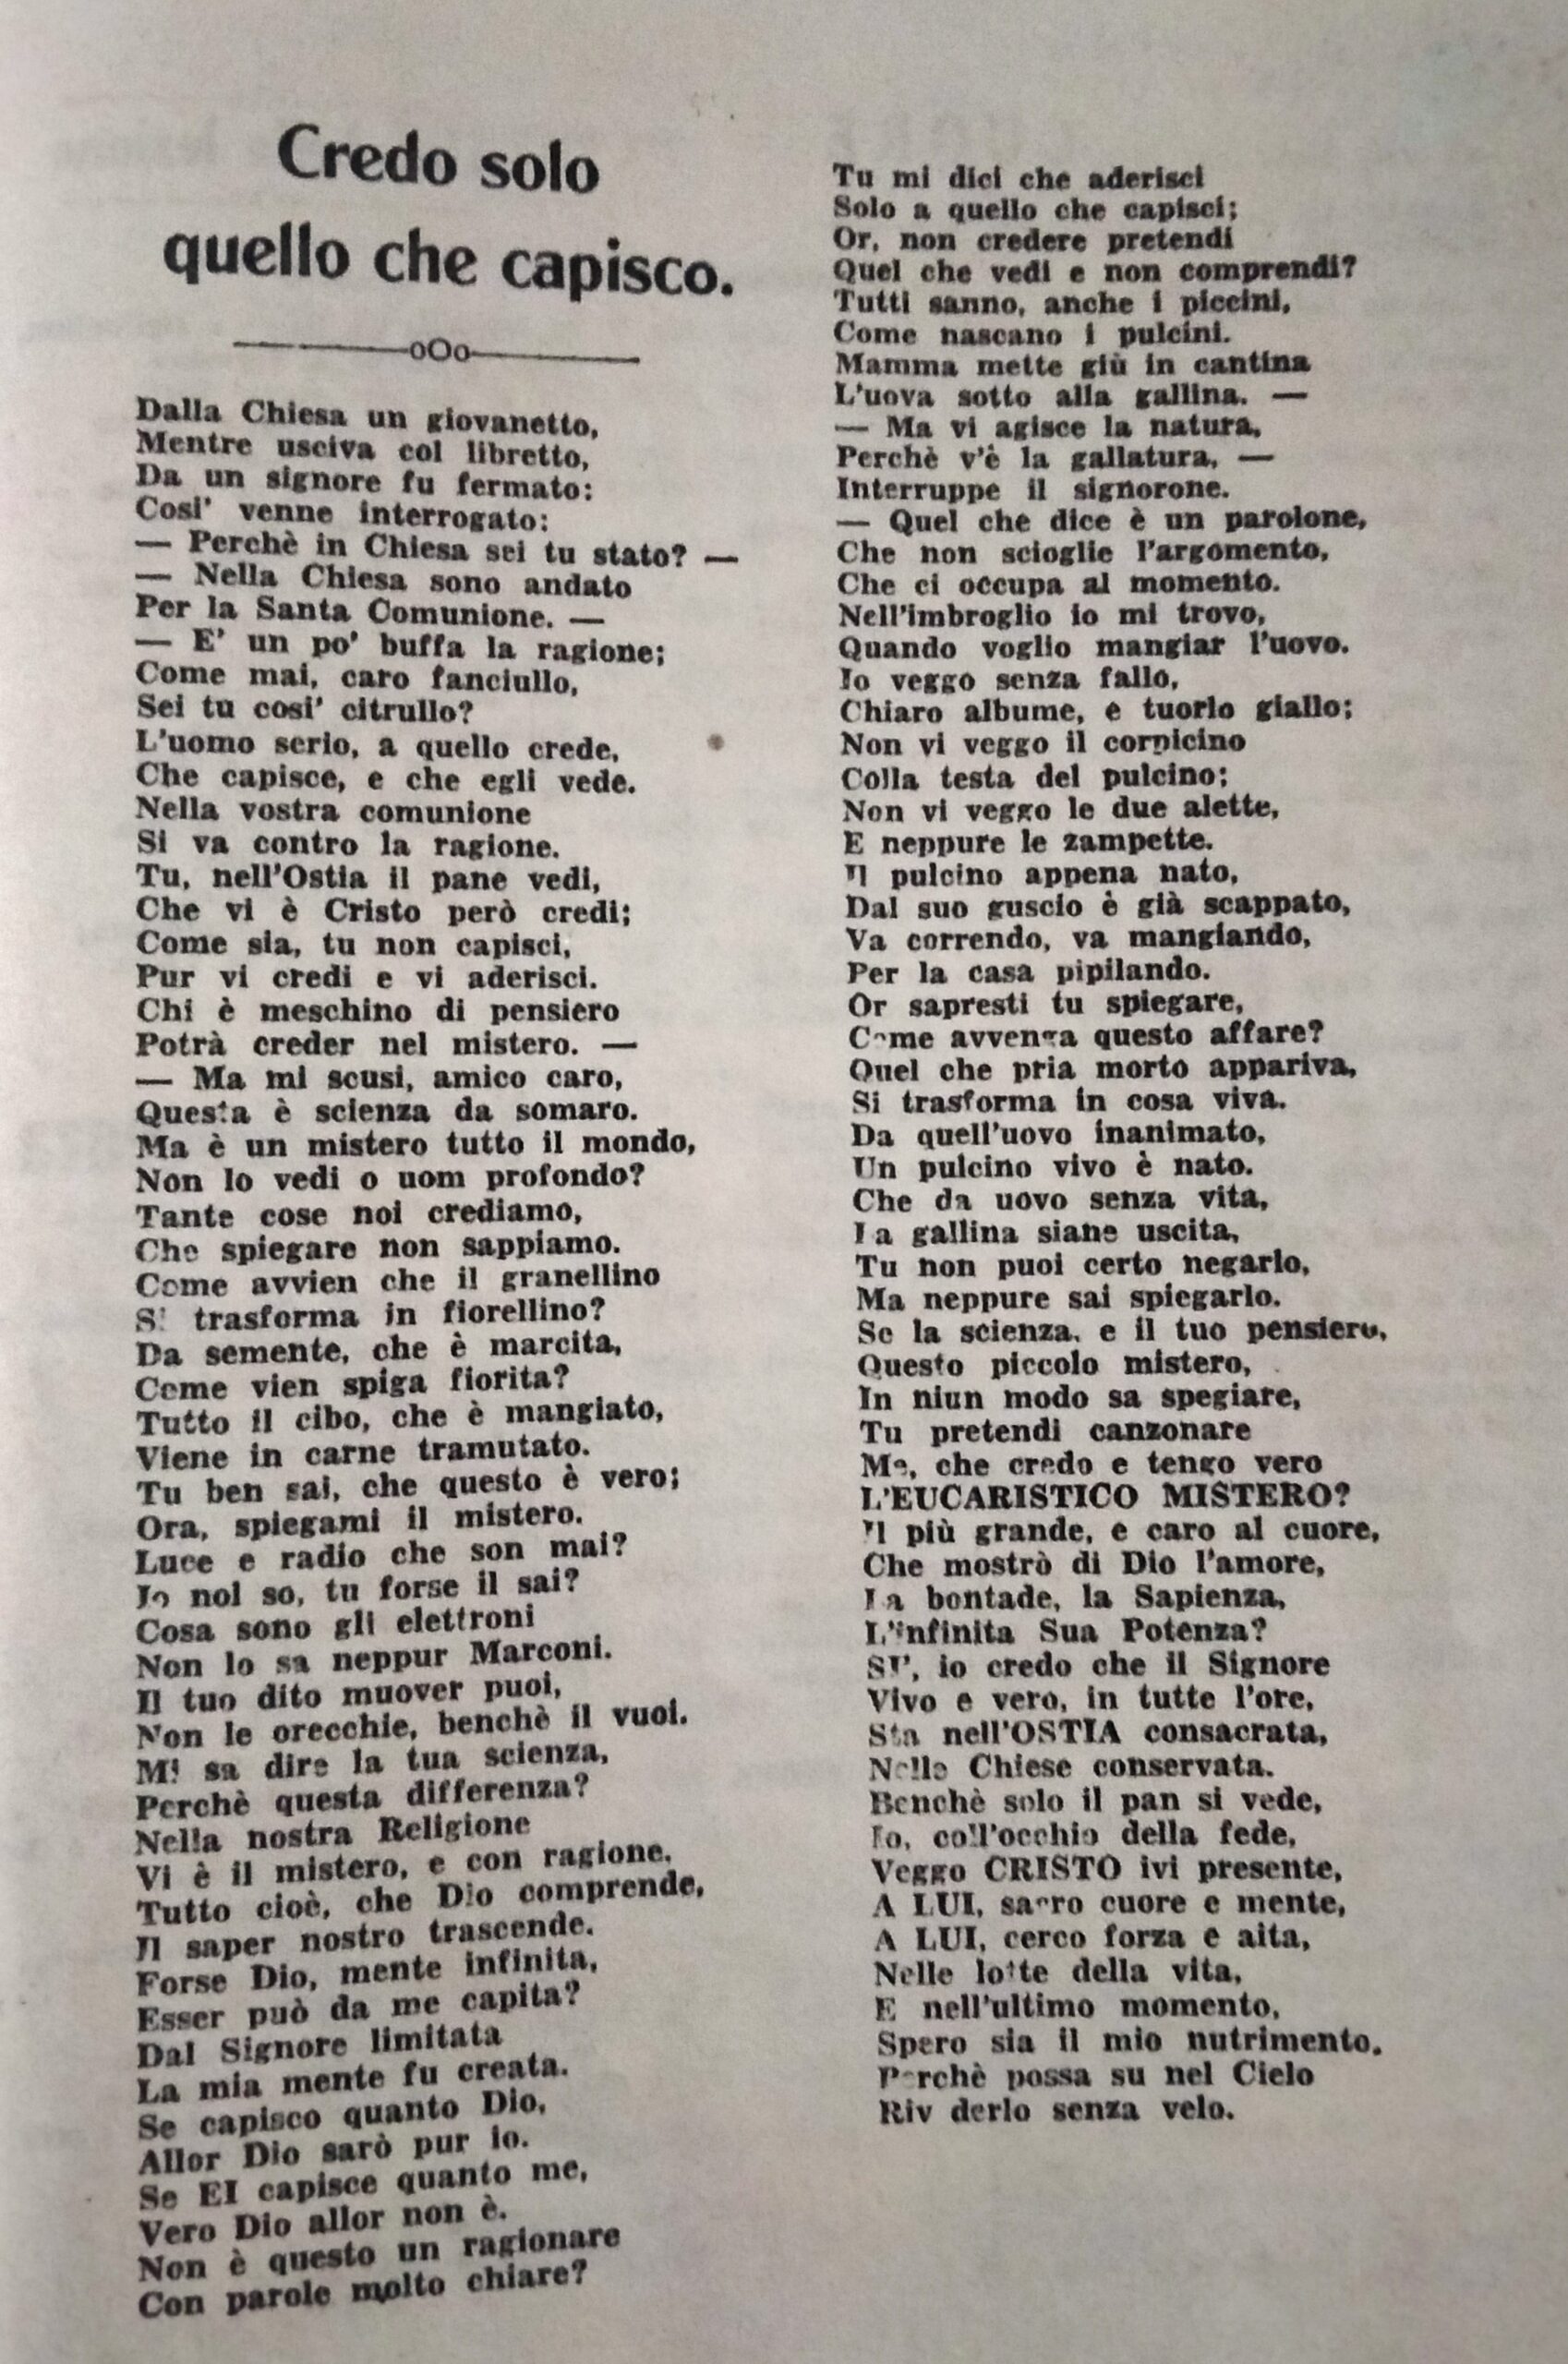 Credo solo
quello che capisco.
oOo
Dalla Chiesa un giovanetto,
Mentre usciva col libretto,
Da un signore fu fermato:
Cosi' venne interrogato:
— Perchè in Chiesa sei tu stato? —
— Nella Chiesa sono andato
Per la Santa Comunione. —
— E' un po' buffa la ragione;
Come mai, caro fanciullo,
Sei tu cosi' citrullo?
L'uomo serio, a quello crede,
Che capisce, e che egli vede.
Nella vostra comunione
Si va contro la ragione.
Tu, nell'Ostia il pane vedi,
Che vi è Cristo però credi;
Come sia, tu non capisci,
Pur vi credi e vi aderisci.
Chi è meschino di pensiero
Potrà creder nel mistero. —
— Ma mi scusi, amico caro,
Questa è scienza da somaro.
Ma è un mistero tutto il mondo,
Non lo vedi o uom profondo?
Tante cose noi crediamo,
Che spiegare non sappiamo.
Come avvien che il granellino
Si trasforma in fiorellino?
Da semente, che è marcita,
Come vien spiga fiorita?
Tutto il cibo, che è mangiato,
Viene in carne tramutato.
Tu ben sai, che questo è vero;
Ora, spiegami il mistero.
Luce e radio che son mai?
Io nol so, tu forse il sai?
Cosa sono gli elettroni
Non lo sa neppur Marconi.
Il tuo dito muover puoi,
Non le orecchie, benchè il vuoi.
Mi sa dire la tua scienza,
Perchè questa differenza?
Nella nostra Religione
Vi è il mistero, e con ragione.
Tutto cioè, che Dio comprende,
Il saper nostro trascende.
Forse Dio, mente infinita,
Esser può da me capita?
Dal Signore limitata
La mia mente fu creata.
Se capisco quanto Dio,
Allor Dio sarò pur io.
Se EI capisce quanto me,
Vero Dio allor non è.
Non è questo un ragionare
Con parole molto chiare?
Tu mi dici che aderisci
Solo a quello che capisci;
Or, non credere pretendi
Quel che vedi e non comprendi?
Tutti sanno, anche i piccini,
Come nascano i pulcini.
Mamma mette giù in cantina
L'uova sotto alla gallina. —
— Ma vi agisce la natura,
Perchè v'è la gallatura, —
Interruppe il signorone.
— Quel che dice è un parolone,
Che non scioglie l'argomento,
Che ci occupa al momento.
Nell'imbroglio io mi trovo,
Quando voglio mangiar l'uovo.
Io veggo senza fallo,
Chiaro albume, e tuorlo giallo;
Non vi veggo il corpicino
Colla testa del pulcino;
Non vi veggo le due alette,
E neppure le zampette.
Il pulcino appena nato,
Dal suo guscio è già scappato,
Va correndo, va mangiando,
Per la casa pipilando.
Or sapresti tu spiegare,
Come avvenga questo affare?
Quel che pria morto appariva,
Si trasforma in cosa viva.
Da quell'uovo inanimato,
Un pulcino vivo è nato.
Che da uovo senza vita,
La gallina siane uscita,
Tu non puoi certo negarlo,
Ma neppure sai spiegarlo.
Se la scienza, e il tuo pensiero,
Questo piccolo mistero,
In niun modo sa spegiare,
Tu pretendi canzonare
Me, che credo e tengo vero
L'EUCARISTICO MISTERO?
Il più grande, e caro al cuore,
Che mostrò di Dio l'amore,
La bontade, la Sapienza,
L'infinita Sua Potenza?
SI', io credo che il Signore
Vivo e vero, in tutte l'ore,
Sta nell'OSTIA consacrata,
Nelle Chiese conservata.
Benchè solo il pan si vede,
Io, coll'occhio della fede,
Veggo CRISTO ivi presente,
A LUI, sacro cuore e mente,
A LUI, cerco forza e aita,
Nelle lotte della vita,
E nell'ultimo momento,
Spero sia il mio nutrimento.
Perchè possa su nel Cielo
Riv derlo senza velo.